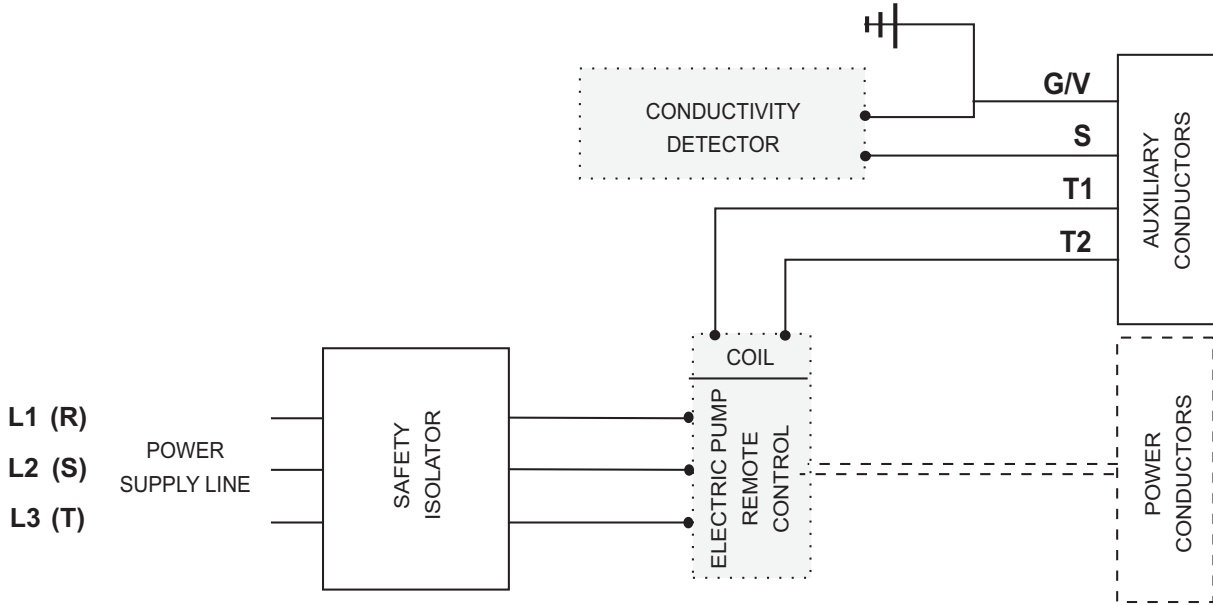 G/V
CONDUCTIVITY
DETECTOR
S
T1
T2
AUXILIARY
CONDUCTORS
COIL
ELECTRIC PUMP
REMOTE
CONTROL
L1 (R)
L2 (S)
L3 (T)
POWER
SUPPLY LINE
SAFETY
ISOLATOR
POWER
CONDUCTORS